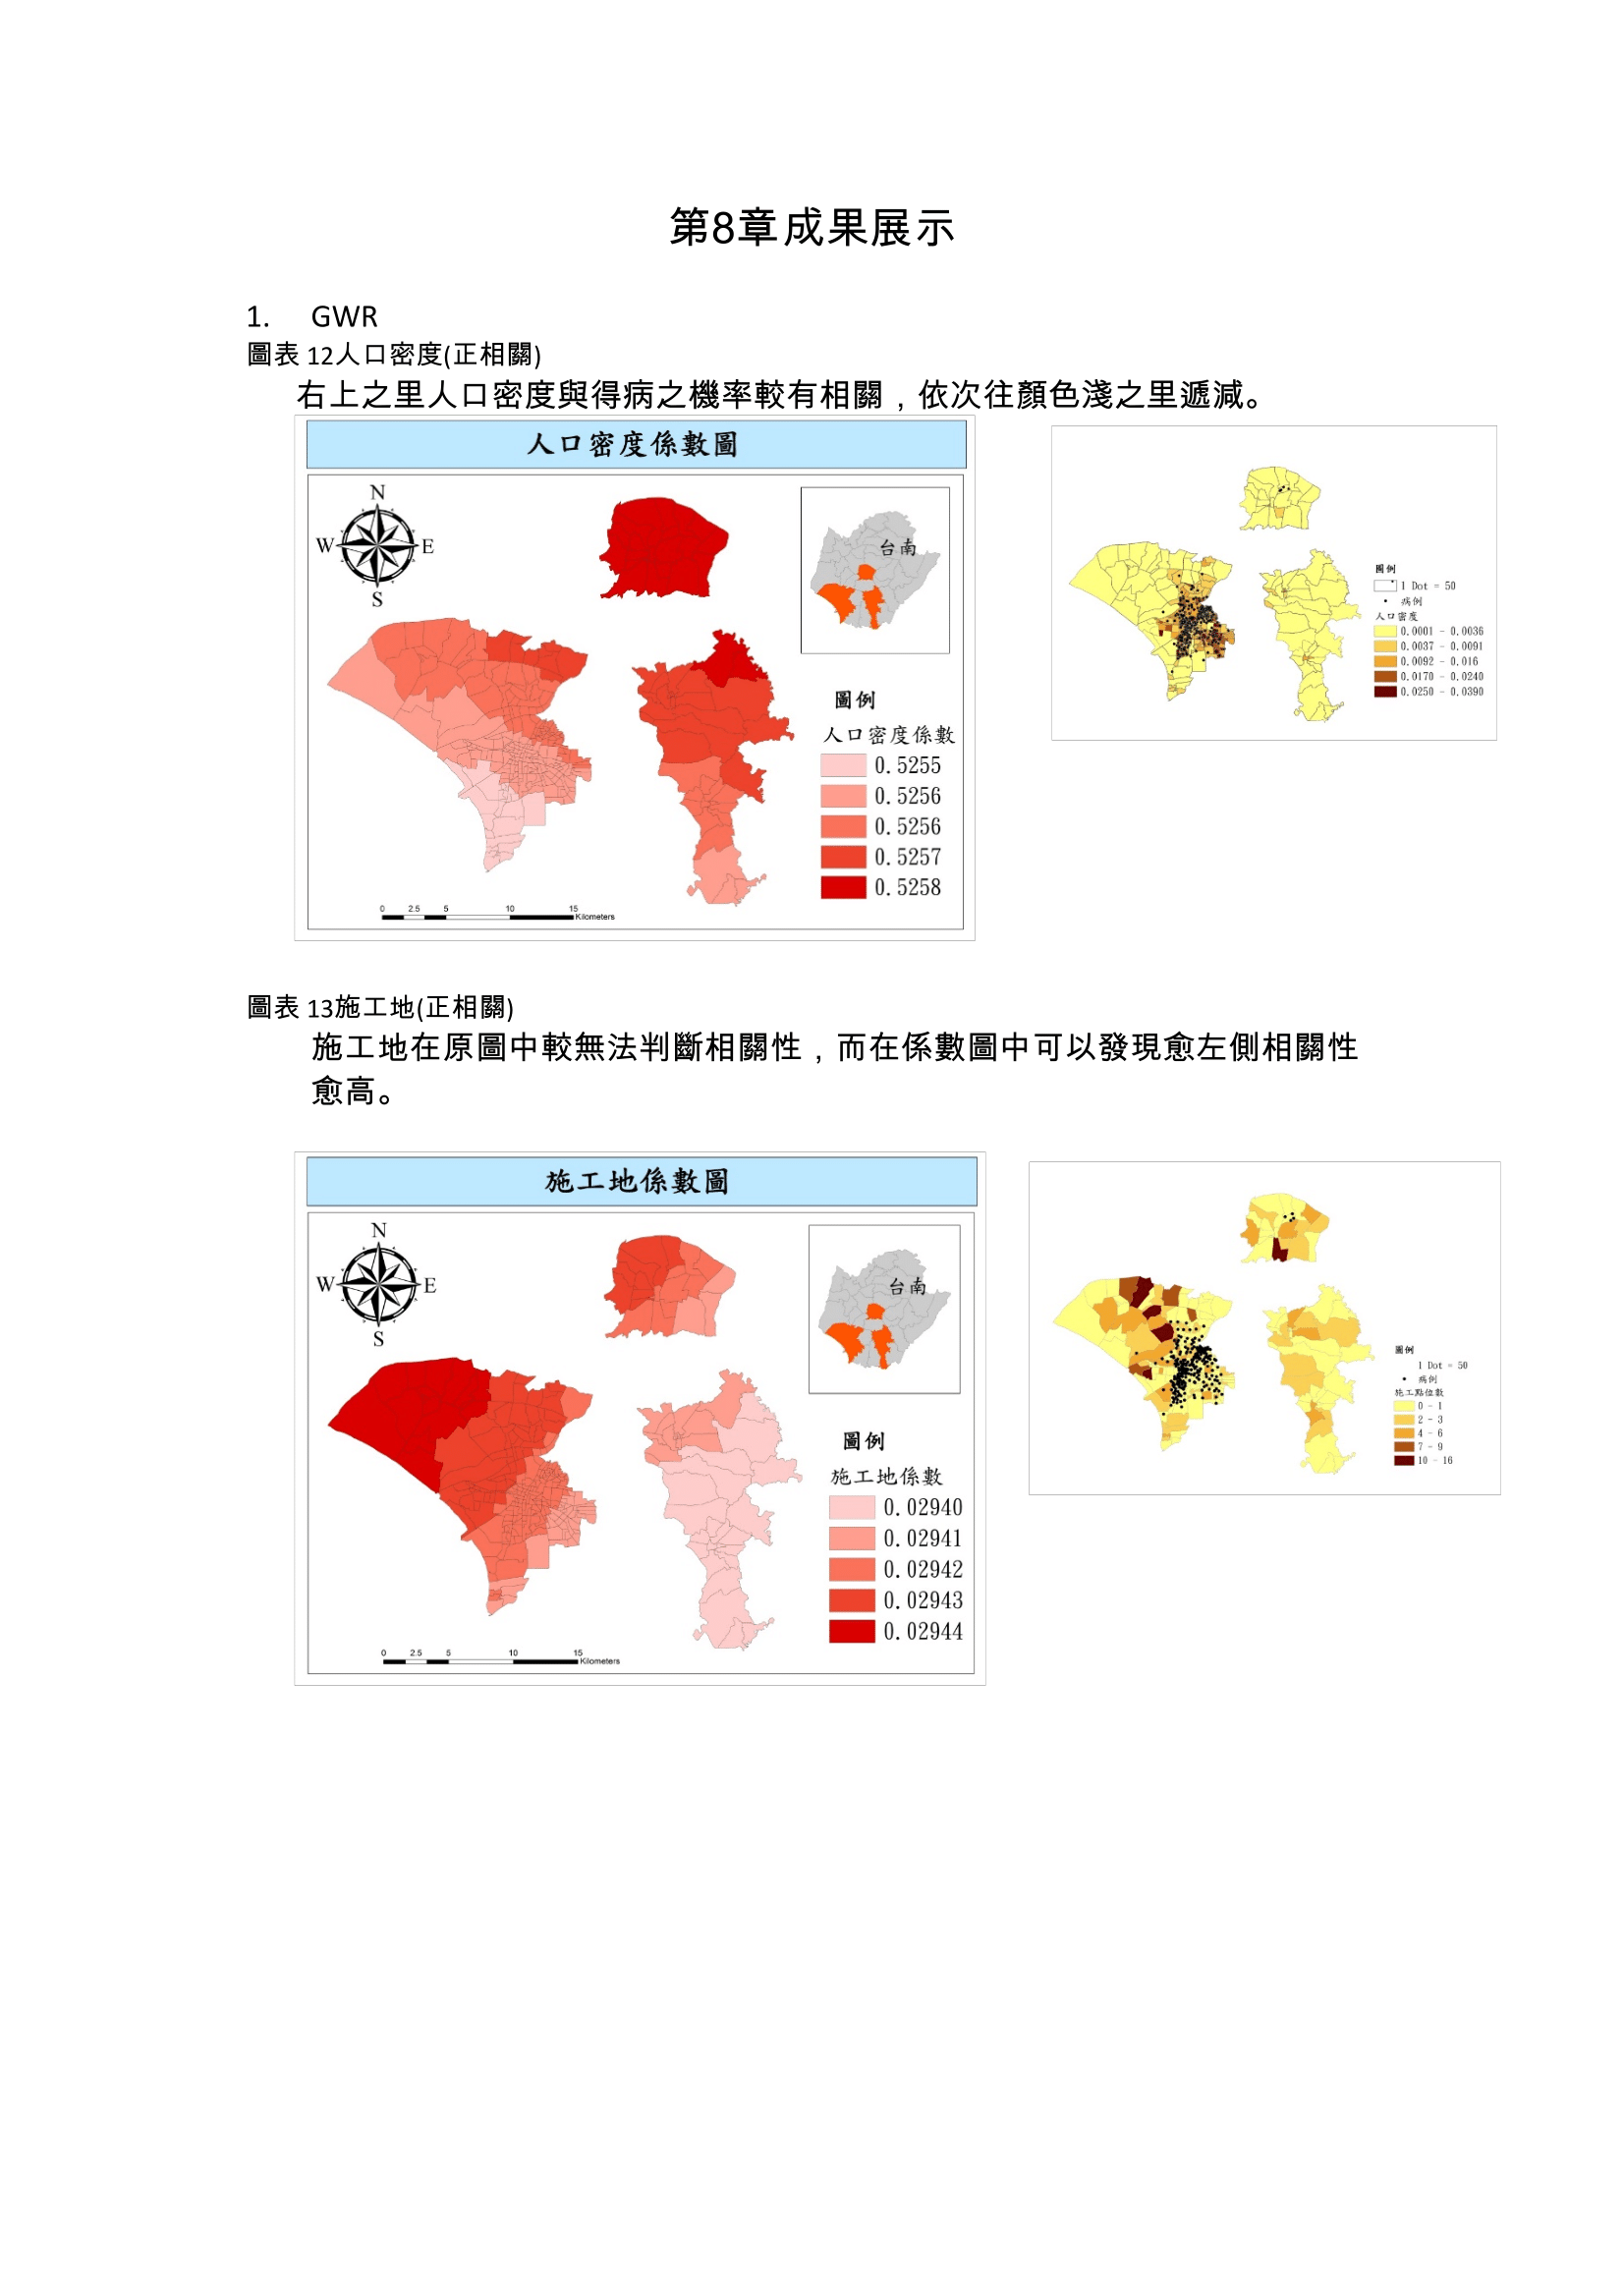 第8章成果展示
1. GWR
圖表 12人口密度(正相關)
右上之里人口密度與得病之機率較有相關，依次往顏色淺之里遞減。
人口密度係數圖
N
W
E
S
台南
圖例
人口密度係數
0.5255
0.5256
0.5256
0.5257
0.5258
0 2.5 5 10 15
Kilometers
圖例
1 Dot = 50
病例
人口密度
0.0001 - 0.0036
0.0037 - 0.0091
0.0092 - 0.016
0.0170 - 0.0240
0.0250 - 0.0390
圖表 13施工地(正相關)
施工地在原圖中較無法判斷相關性，而在係數圖中可以發現愈左側相關性
愈高。
施工地係數圖
N
W
E
S
台南
圖例
施工地係數
0.02940
0.02941
0.02942
0.02943
0.02944
0 2.5 5 10 15
Kilometers
圖例
1 Dot = 50
病例
施工點位數
0 - 1
2 - 3
4 - 6
7 - 9
10 - 16